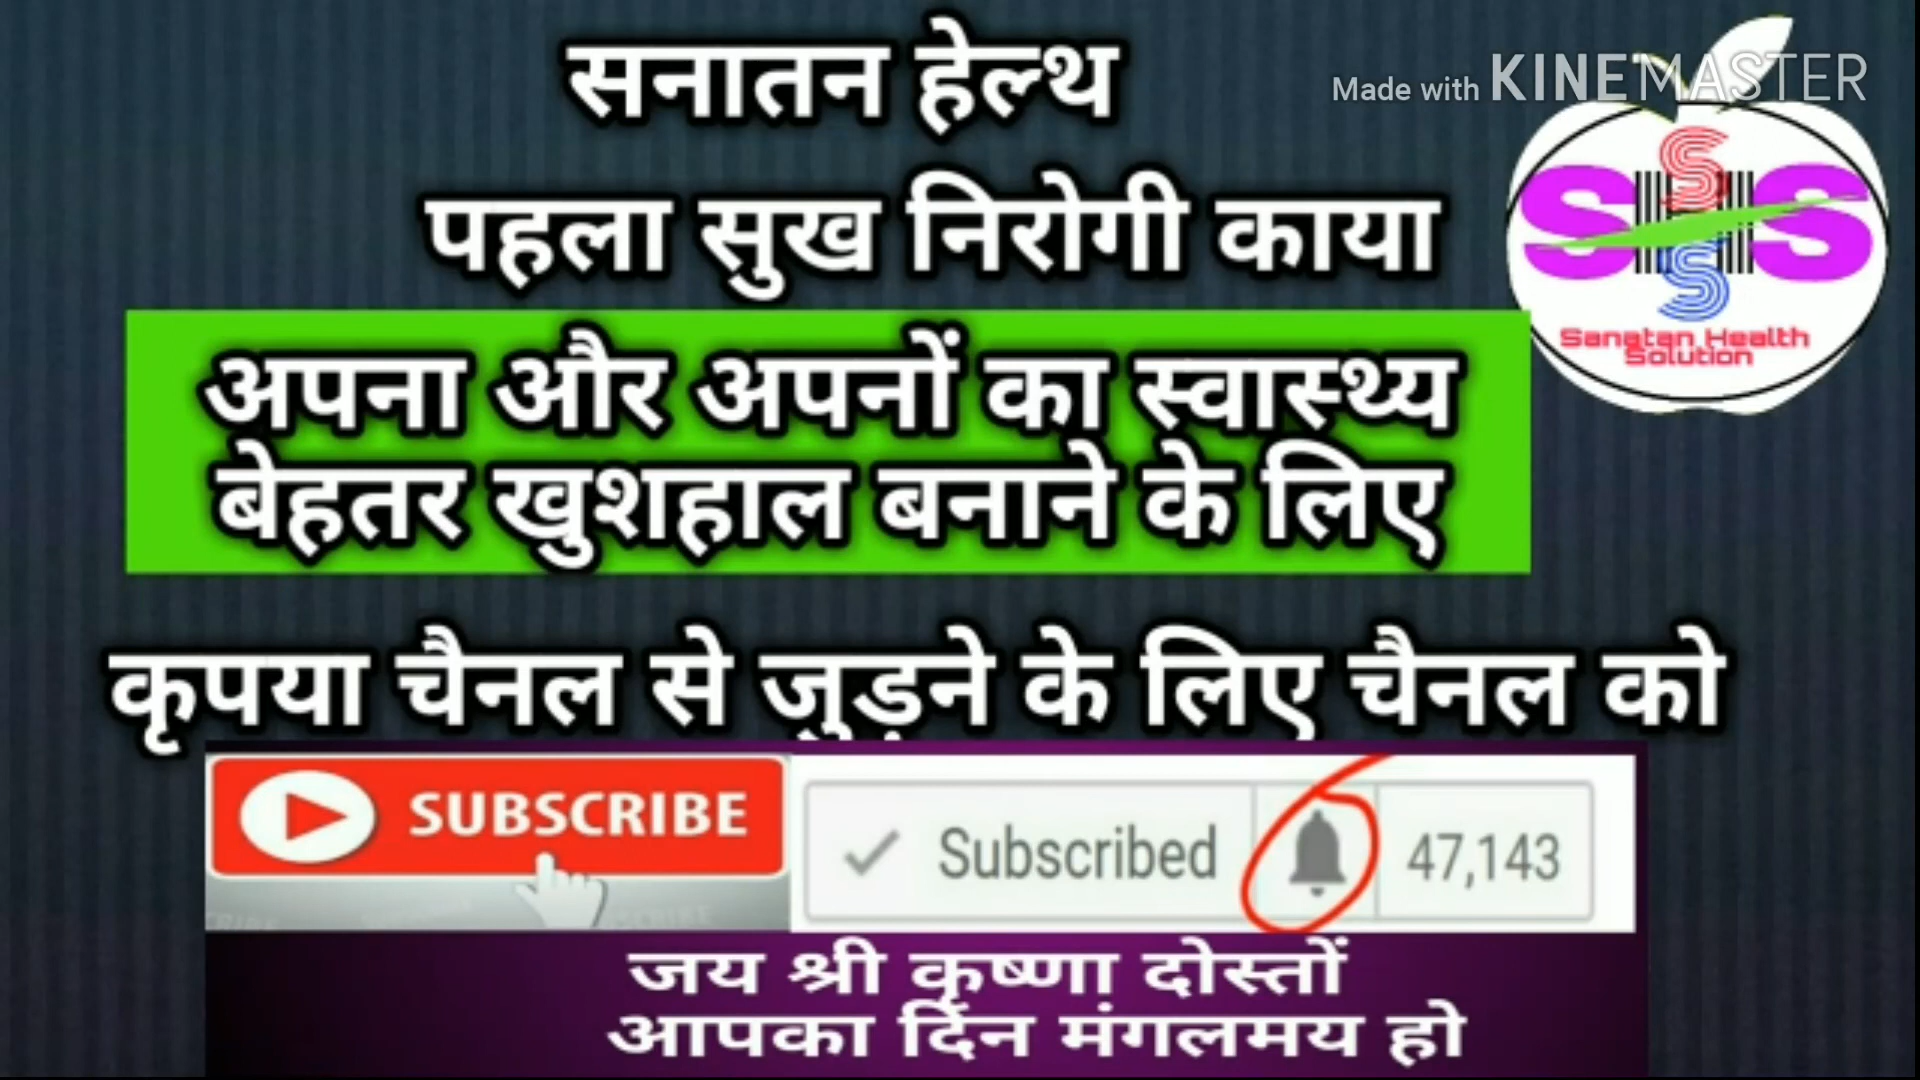 सनातन हेल्थ
Made with KINEMASTER
पहला सुख निरोगी काया
SHS
S
S
Sanatan Health
Solution
अपना और अपनों का स्वास्थ्य
बेहतर खुशहाल बनाने के लिए
कृपया चैनल से जुड़ने के लिए चैनल को
SUBSCRIBE
Subscribed
47,143
जय श्री कृष्णा दोस्तों
आपका दिन मंगलमय हो